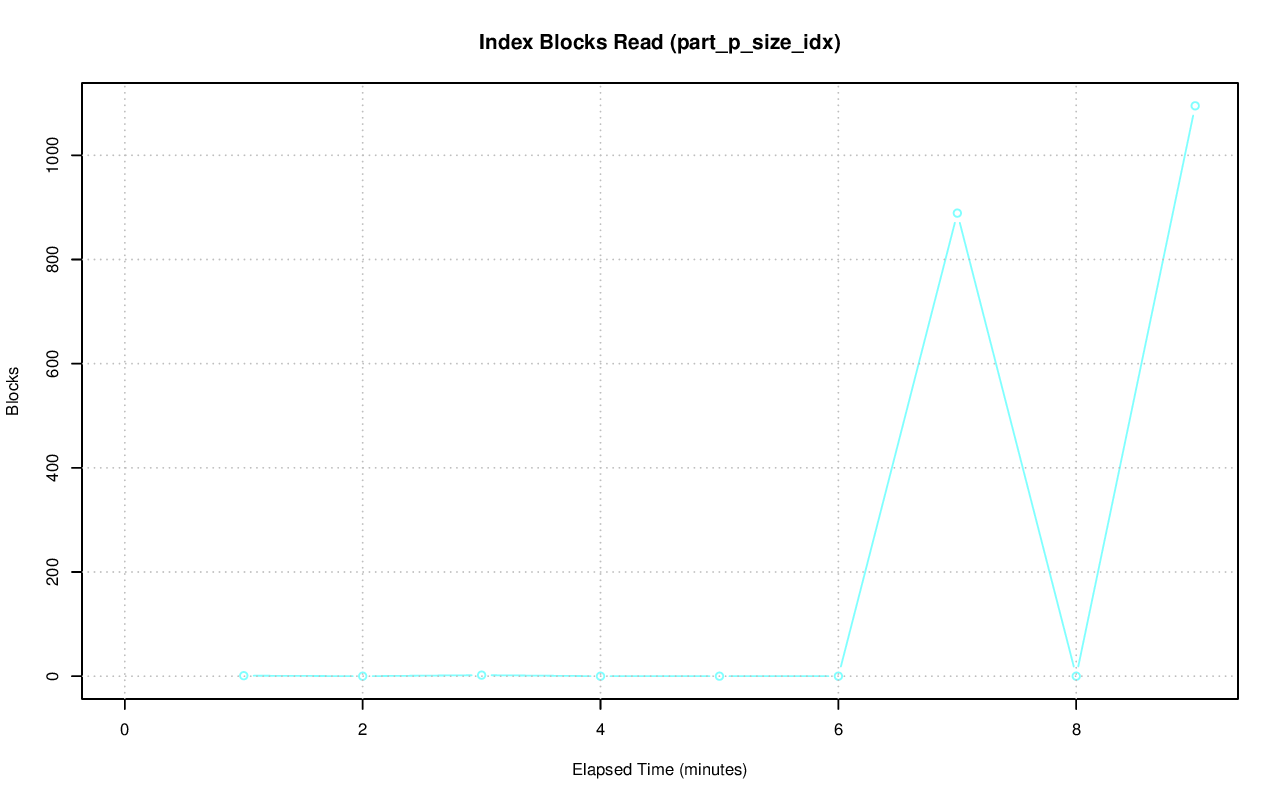 Index Blocks Read (part_p_size_idx)
1000
800
600
400
200
0
Blocks
0 2 4 6 8
Elapsed Time (minutes)